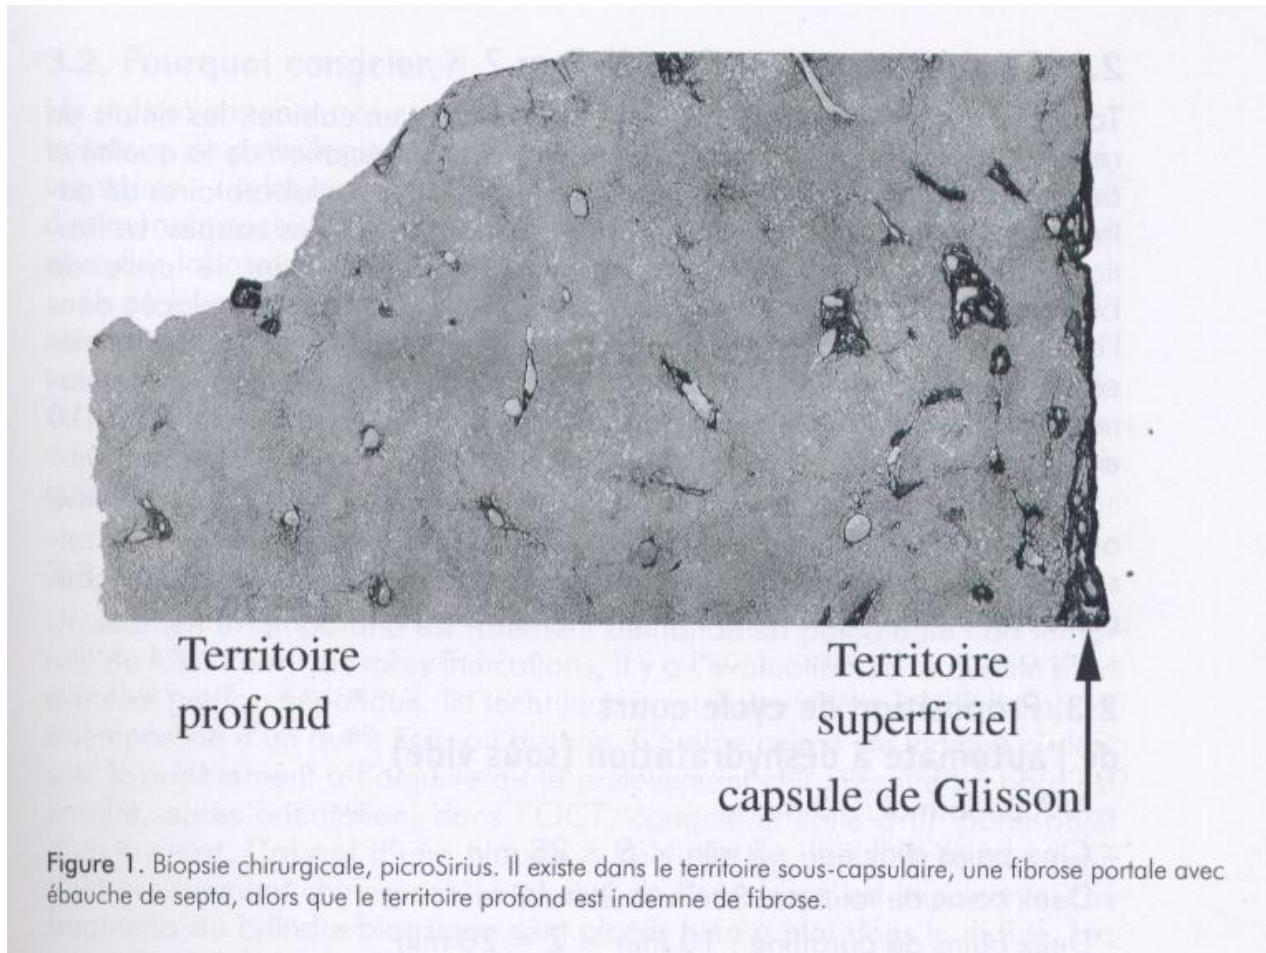 Territoire
profond
Territoire
superficiel
capsule de Glisson
Figure 1. Biopsie chirurgicale, picroSirius. Il existe dans le territoire sous-capsulaire, une fibrose portale avec
ébauche de septa, alors que le territoire profond est indemne de fibrose.